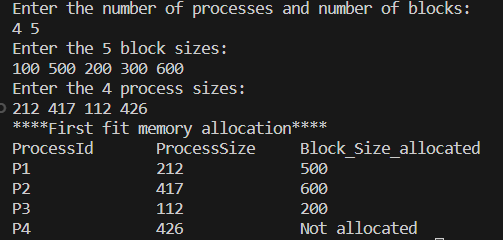 Enter the number of processes and number of blocks:
4 5
Enter the 5 block sizes:
100 500 200 300 600
Enter the 4 process sizes:
212 417 112 426
****First fit memory allocation****
ProcessId ProcessSize Block_Size_allocated
P1 212 500
P2 417 600
P3 112 200
P4 426 Not allocated